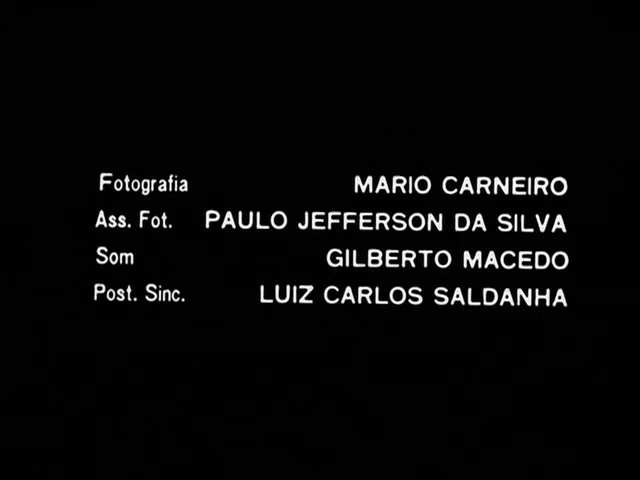 Fotografia MARIO CARNEIRO
Ass. Fot. PAULO JEFFERSON DA SILVA
Som GILBERTO MACEDO
Post. Sinc. LUIZ CARLOS SALDANHA